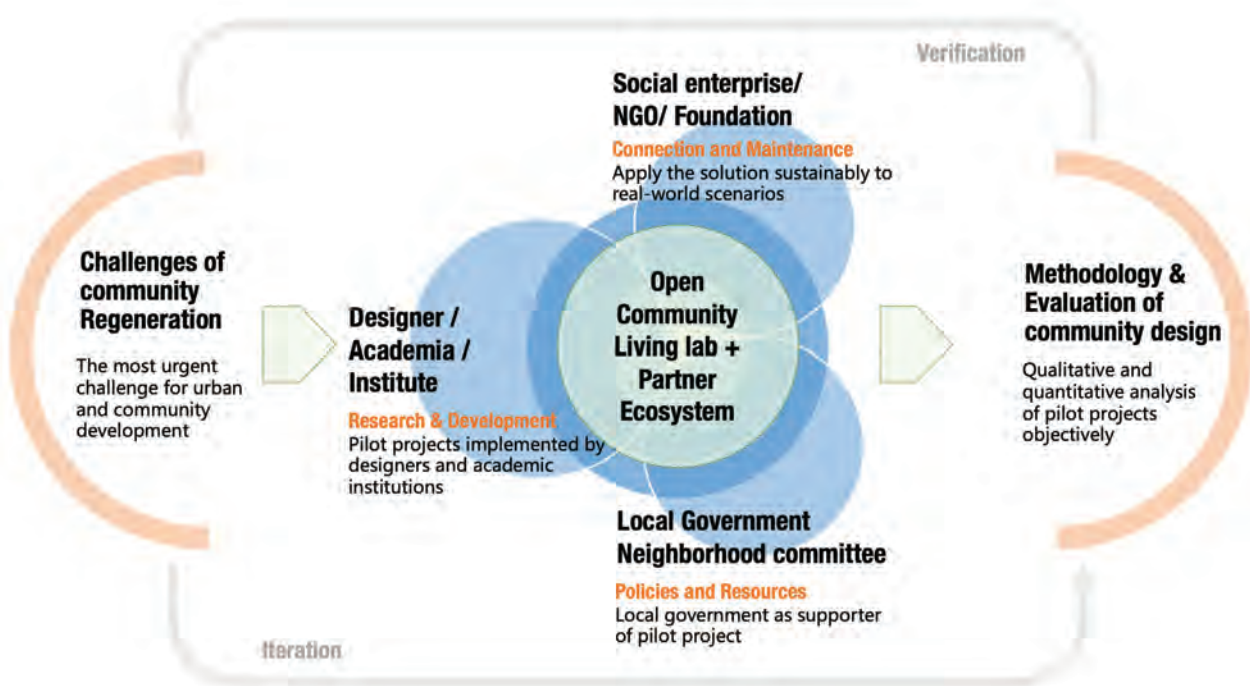 Verification
Social enterprise/
NGO/ Foundation
Connection and Maintenance
Apply the solution sustainably to
real-world scenarios
Challenges of
community
Regeneration
The most urgent
challenge for urban
and community
development
Designer /
Academia /
Institute
Research & Development
Pilot projects implemented by
designers and academic
institutions
Open
Community
Living lab +
Partner
Ecosystem
Methodology &
Evaluation of
community design
Qualitative and
quantitative analysis
of pilot projects
objectively
Local Government
Neighborhood committee
Policies and Resources
Local government as supporter
of pilot project
Iteration